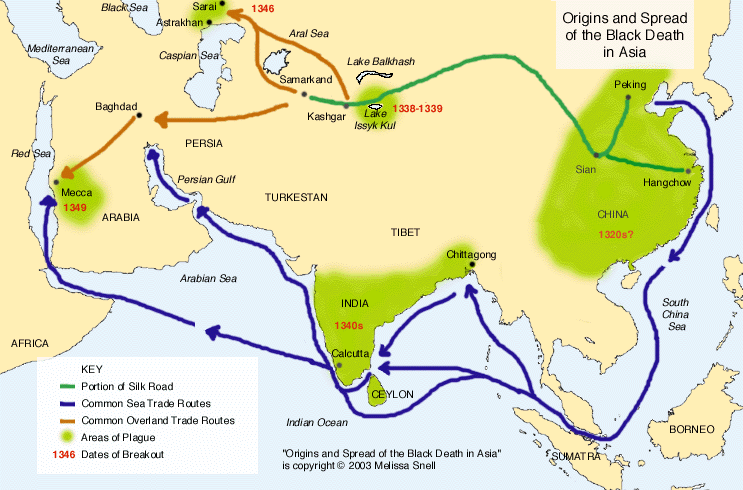 Origins and Spread
of the Black Death
in Asia
Black Sea
Sarai
1346
Astrakhan
Mediterranean
Sea
Caspian Sea
Aral Sea
Lake Balkhash
Samarkand
Kashgar
Lake
Issyk Kul
1338-1339
Peking
Baghdad
PERSIA
Red Sea
Persian Gulf
Sian
Hangchow
Mecca
1349
ARABIA
TURKESTAN
TIBET
CHINA
1320s?
Chittagong
Arabian Sea
INDIA
1340s
South
China
Sea
AFRICA
Calcutta
CEYLON
Indian Ocean
BORNEO
SUMATRA
KEY
Portion of Silk Road
Common Sea Trade Routes
Common Overland Trade Routes
Areas of Plague
1346 Dates of Breakout
"Origins and Spread of the Black Death in Asia"
is copyright © 2003 Melissa Snell